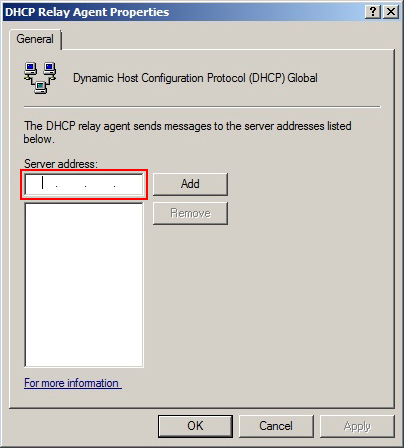 DHCP Relay Agent Properties
General
Dynamic Host Configuration Protocol (DHCP) Global
The DHCP relay agent sends messages to the server addresses listed
below.
Server address:
. . .
Add
Remove
For more information
OK Cancel Apply